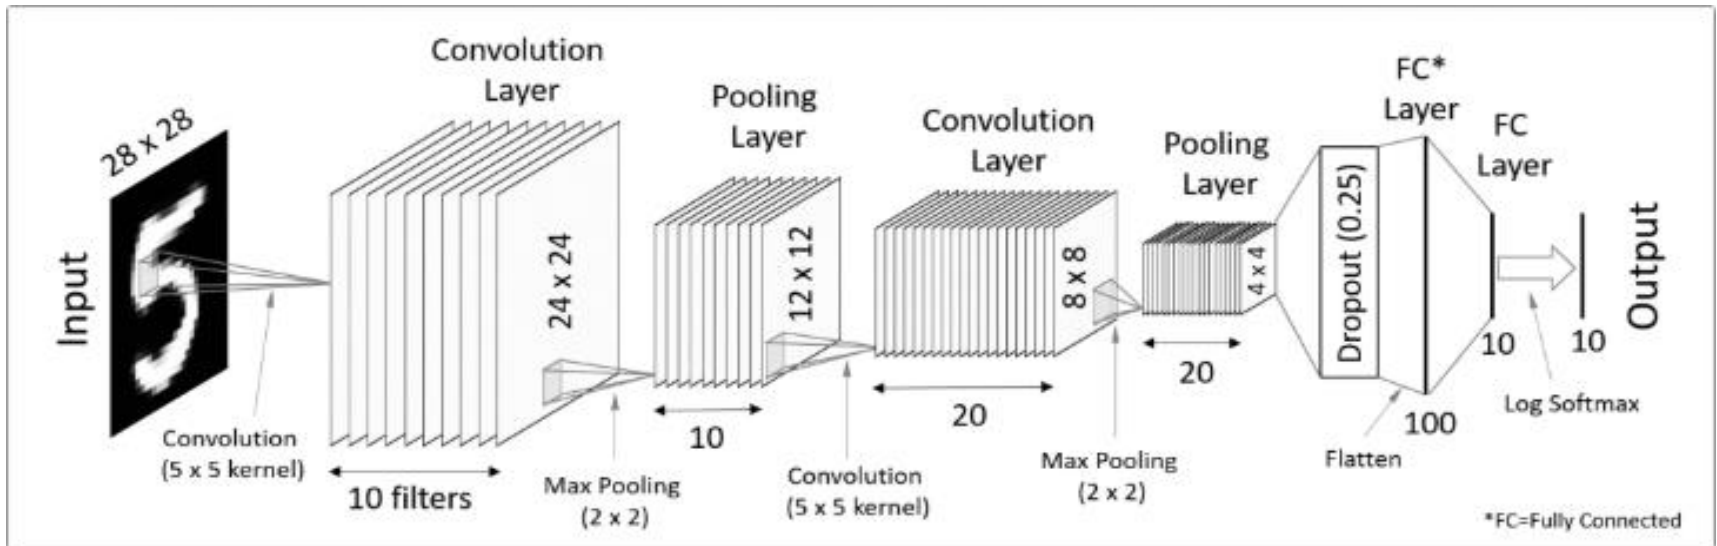 Input
28 x 28
Convolution
(5 x 5 kernel)
Convolution
Layer
24 x 24
10 filters
Max Pooling
(2 x 2)
Pooling
Layer
12 x 12
10
Convolution
(5 x 5 kernel)
Convolution
Layer
8 x 8
20
Max Pooling
(2 x 2)
Pooling
Layer
4 x 4
20
Dropout (0.25)
Flatten
FC*
Layer
100
FC
Layer
10
Log Softmax
10
Output
*FC=Fully Connected